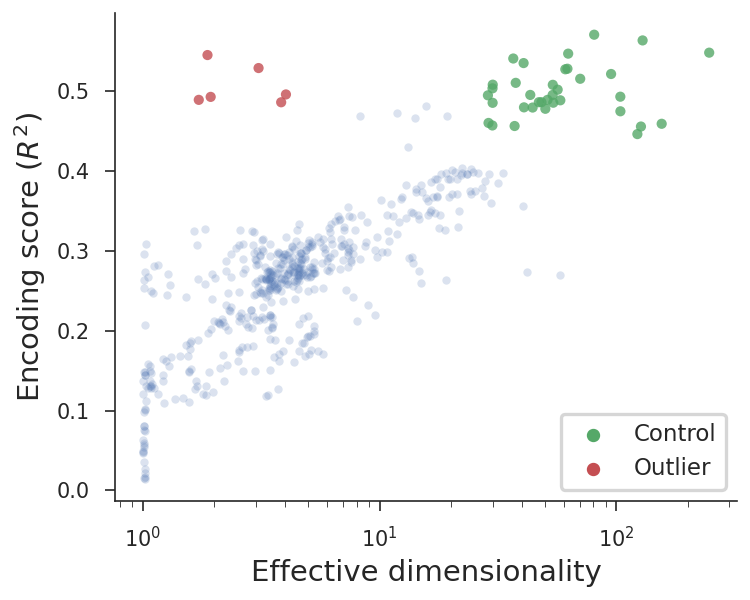 Encoding score (R²)
0.5
0.4
0.3
0.2
0.1
0.0
Control
Outlier
10⁰ 10¹ 10²
Effective dimensionality